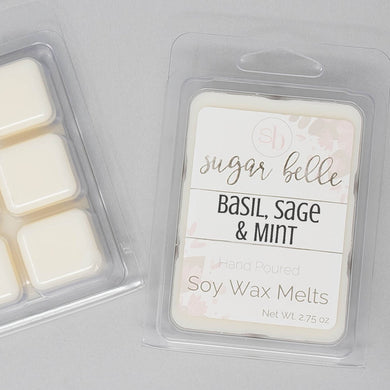 sb
sugar belle
Basil, Sage
& Mint
Hand Poured
Soy Wax Melts
Net Wt. 2.75 oz